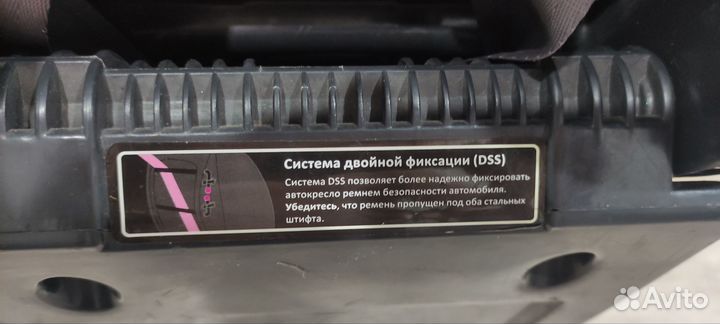 Система двойной фиксации (DSS)
Система DSS позволяет более надежно фиксировать
автокресло ремнем безопасности автомобиля.
Убедитесь, что ремень пропущен под оба стальных
штифта.
Avito